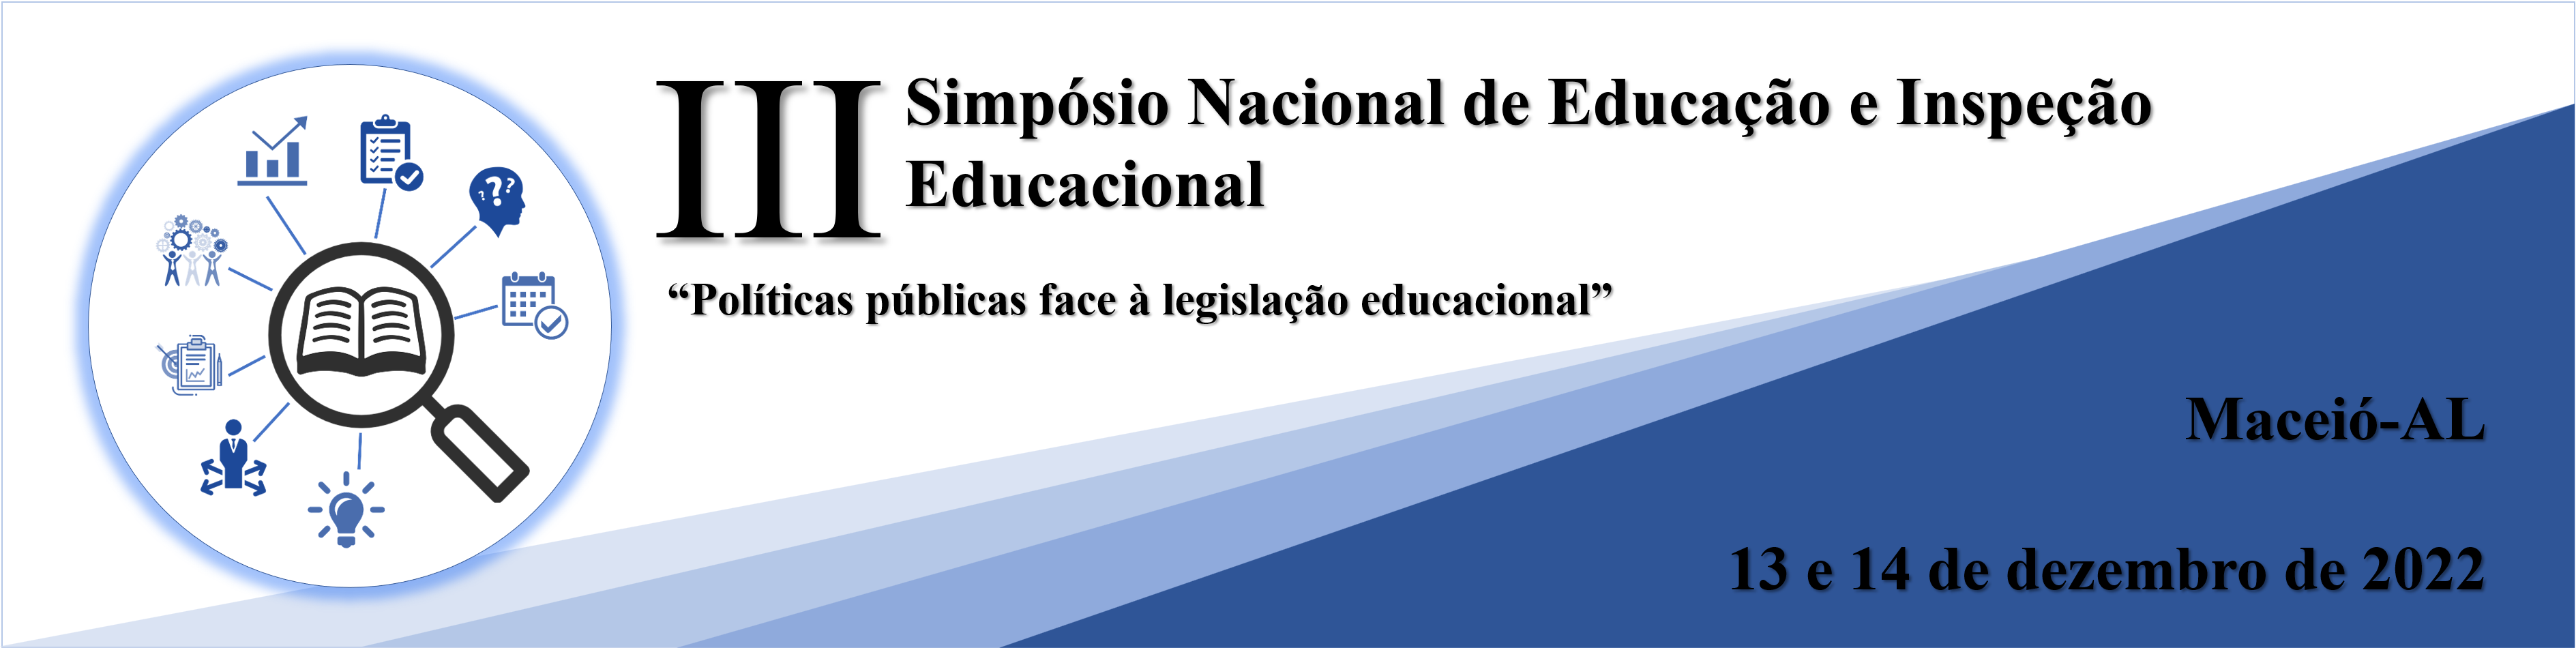 III Simpósio Nacional de Educação e Inspeção
Educacional
“Políticas públicas face à legislação educacional”
Maceió-AL
13 e 14 de dezembro de 2022